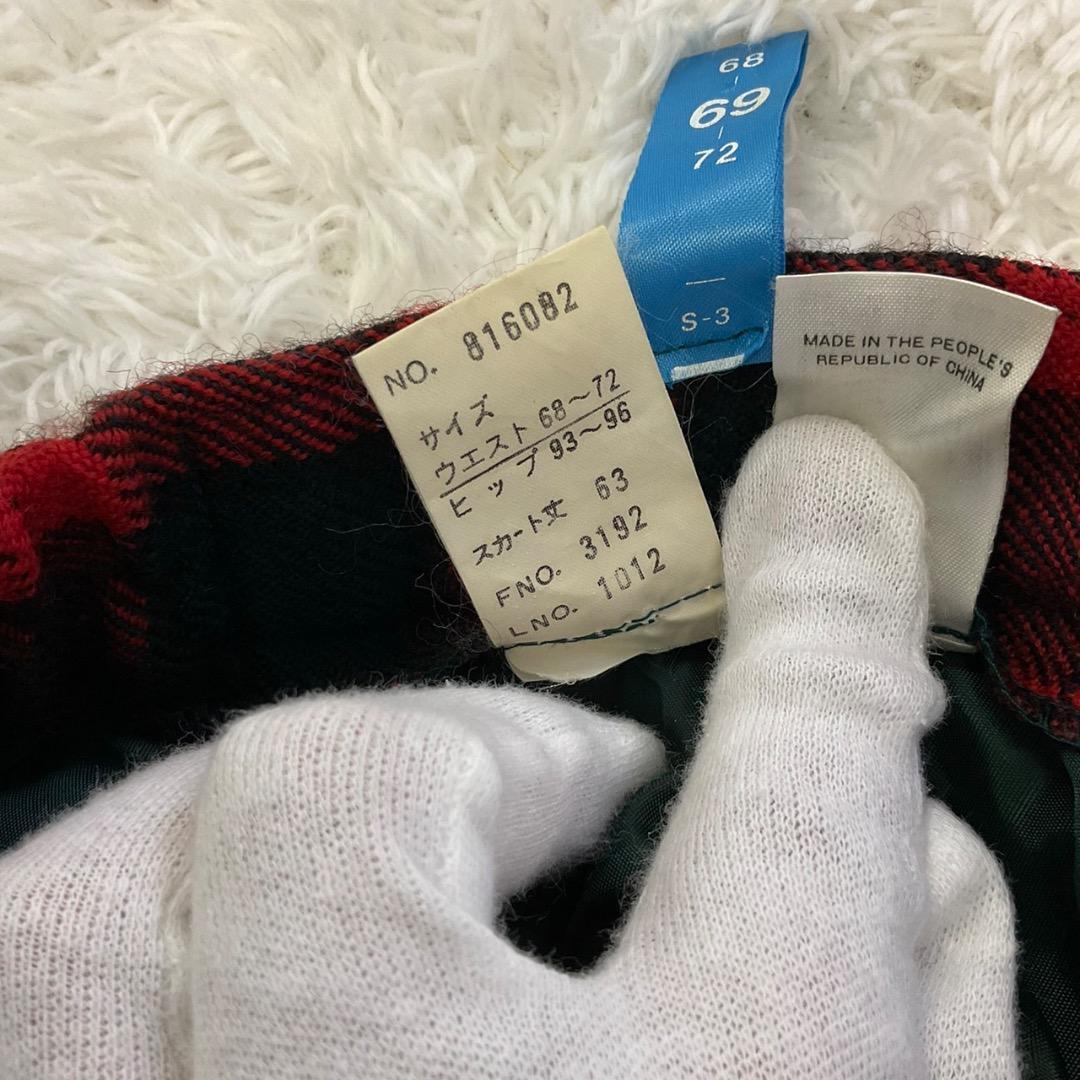 68
-
69
-
72
—
S-3
NO. 816082
サイズ
ウエスト 68〜72
ヒップ 93〜96
スカート丈 63
FNO. 3192
LNO. 1012
MADE IN THE PEOPLE'S
REPUBLIC OF CHINA